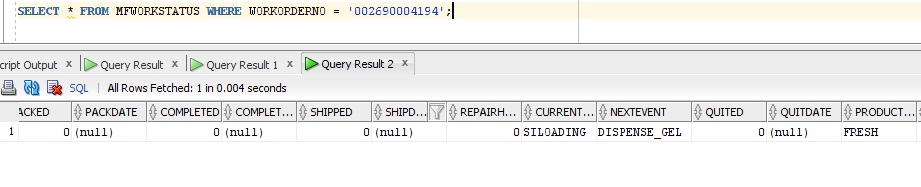 SELECT * FROM MFWORKSTATUS WHERE WORKORDERNO = '002690004194';
cript Output x Query Result x Query Result 1 x Query Result 2 x
SQL | All Rows Fetched: 1 in 0.004 seconds
ACKED PACKDATE COMPLETED COMPLET... SHIPPED SHIPD... REPAIRH... CURRENT... NEXTEVENT QUITED QUITDATE PRODUCT...
1 0 (null) 0 (null) 0 (null) 0 SILOADING DISPENSE_GEL 0 (null) FRESH